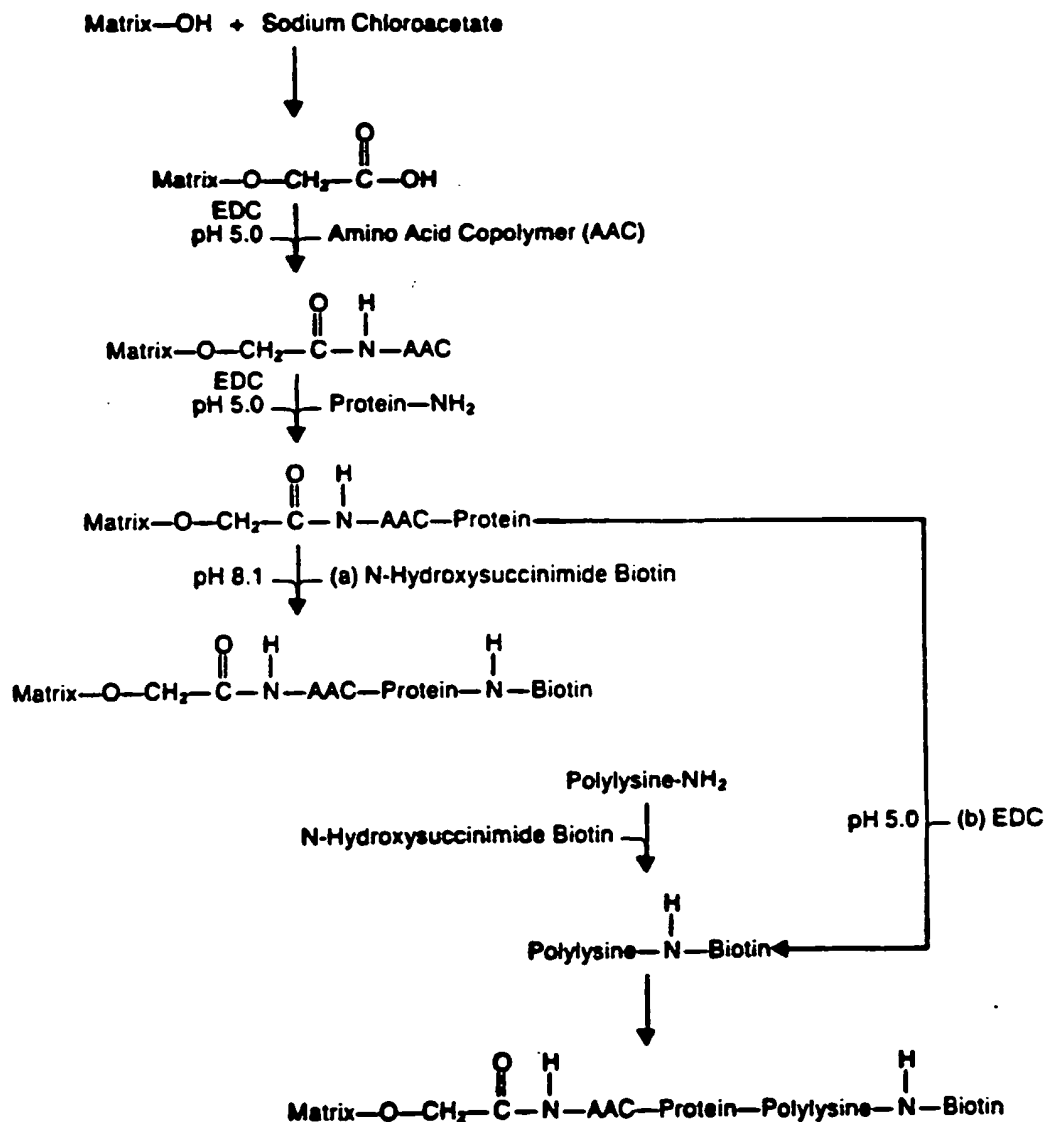 Matrix—OH + Sodium Chloroacetate
O
Matrix—O—CH₂—C—OH
EDC
pH 5.0 Amino Acid Copolymer (AAC)
O H
Matrix—O—CH₂—C—N—AAC
EDC
pH 5.0 Protein—NH₂
O H
Matrix—O—CH₂—C—N—AAC—Protein
pH 8.1 (a) N-Hydroxysuccinimide Biotin
O H H
Matrix—O—CH₂—C—N—AAC—Protein—N—Biotin
Polylysine-NH₂
pH 5.0 (b) EDC
N-Hydroxysuccinimide Biotin
H
Polylysine—N—Biotin
O H H
Matrix—O—CH₂—C—N—AAC—Protein—Polylysine—N—Biotin